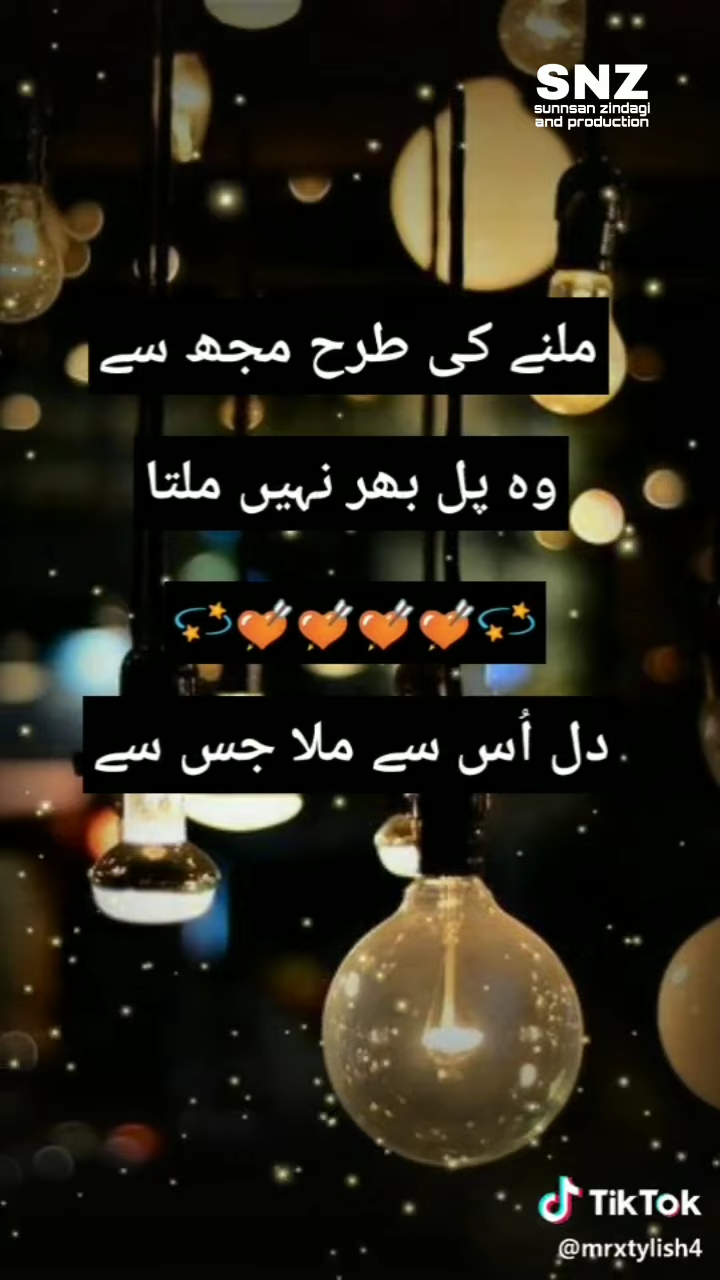 SNZ
sunnsan zindagi
and production
ملنے کی طرح مجھ سے
وہ پل بھر نہیں ملتا
💫💘💘💘💘💫
دل اُس سے ملا جس سے .
TikTok
@mrxtylish4